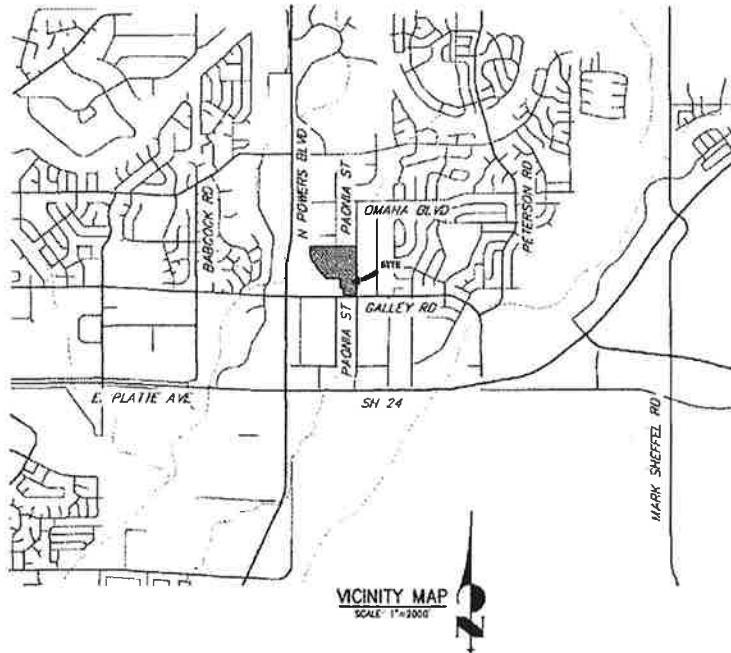 BABCOCK RD
N POWERS BLVD
PAONIA ST
OMAHA BLVD
PETERSON RD
SITE
GALLEY RD
PAONIA ST
E. PLATTE AVE
SH 24
MARK SHEFFEL RD
VICINITY MAP
SCALE: 1"=2000'
N